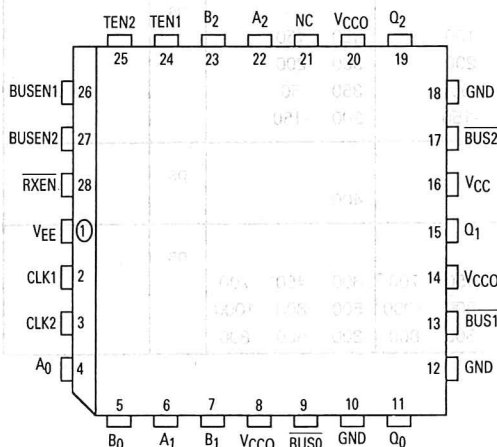 TEN2 TEN1 B2 A2 NC VCCO Q2
25 24 23 22 21 20 19
BUSEN1 26 18 GND
BUSEN2 27 17 BUS2
RXEN 28 16 VCC
VEE 1 15 Q1
CLK1 2 14 VCCO
CLK2 3 13 BUS1
A0 4 12 GND
5 6 7 8 9 10 11
B0 A1 B1 VCCO BUS0 GND Q0